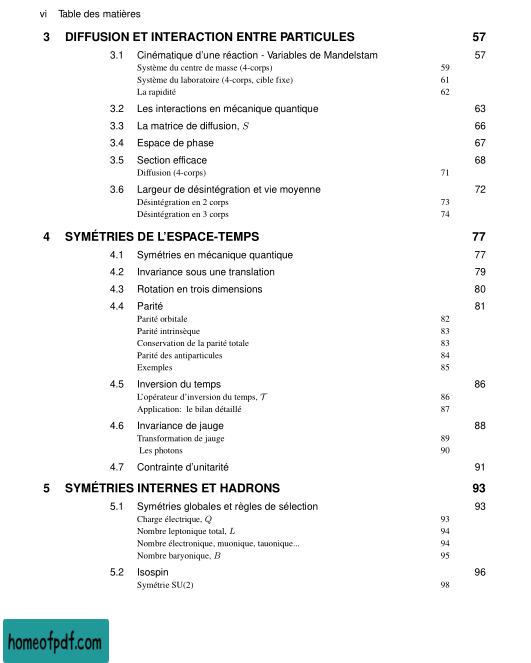 vi Table des matières
3 DIFFUSION ET INTERACTION ENTRE PARTICULES 57
3.1 Cinématique d'une réaction - Variables de Mandelstam 57
Système du centre de masse (4-corps) 59
Système du laboratoire (4-corps, cible fixe) 61
La rapidité 62
3.2 Les interactions en mécanique quantique 63
3.3 La matrice de diffusion, S 66
3.4 Espace de phase 67
3.5 Section efficace 68
Diffusion (4-corps) 71
3.6 Largeur de désintégration et vie moyenne 72
Désintégration en 2 corps 73
Désintégration en 3 corps 74
4 SYMÉTRIES DE L'ESPACE-TEMPS 77
4.1 Symétries en mécanique quantique 77
4.2 Invariance sous une translation 79
4.3 Rotation en trois dimensions 80
4.4 Parité 81
Parité orbitale 82
Parité intrinsèque 83
Conservation de la parité totale 83
Parité des antiparticules 84
Exemples 85
4.5 Inversion du temps 86
L'opérateur d'inversion du temps, 𝒯 86
Application: le bilan détaillé 87
4.6 Invariance de jauge 88
Transformation de jauge 89
Les photons 90
4.7 Contrainte d'unitarité 91
5 SYMÉTRIES INTERNES ET HADRONS 93
5.1 Symétries globales et règles de sélection 93
Charge électrique, Q 93
Nombre leptonique total, L 94
Nombre électronique, muonique, tauonique... 94
Nombre baryonique, B 95
5.2 Isospin 96
Symétrie SU(2) 98
homeofpdf.com